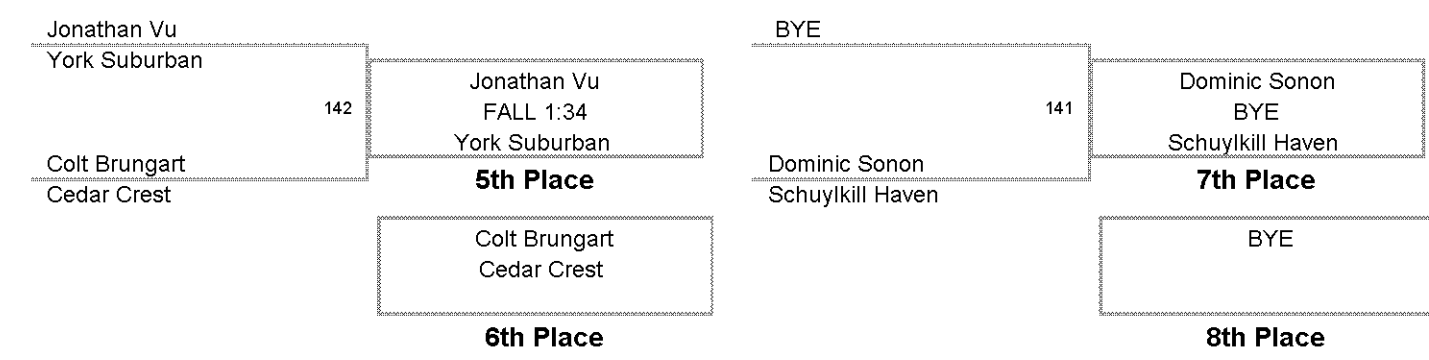 Jonathan Vu
York Suburban
142
Colt Brungart
Cedar Crest
Jonathan Vu
FALL 1:34
York Suburban
5th Place
Colt Brungart
Cedar Crest
6th Place
BYE
141
Dominic Sonon
Schuylkill Haven
Dominic Sonon
BYE
Schuylkill Haven
7th Place
BYE
8th Place